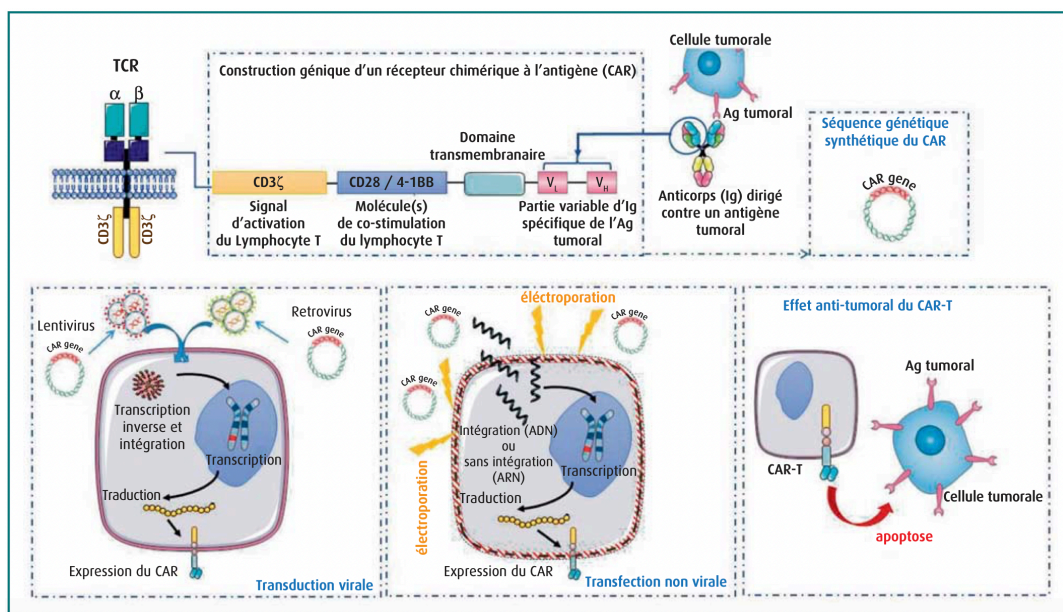 TCR
α β
CD3ζ
CD3ζ
Construction génique d'un récepteur chimérique à l'antigène (CAR)
CD3ζ
Signal
d'activation
du Lymphocyte T
CD28 / 4-1BB
Molécule(s)
de co-stimulation
du lymphocyte T
Domaine
transmembranaire
VL
VH
Partie variable d'Ig
spécifique de l'Ag
tumoral
Cellule tumorale
Ag tumoral
Anticorps (Ig) dirigé
contre un antigène
tumoral
Séquence génétique
synthétique du CAR
CAR gene
Lentivirus
CAR gene
Retrovirus
CAR gene
Transcription
inverse et
intégration
Transcription
Traduction
Expression du CAR
Transduction virale
éléctroporation
CAR gene
CAR gene
CAR gene
Intégration (ADN)
ou
sans intégration
(ARN)
Transcription
Traduction
électroporation
Expression du CAR
Transfection non virale
Effet anti-tumoral du CAR-T
Ag tumoral
CAR-T
Cellule tumorale
apoptose